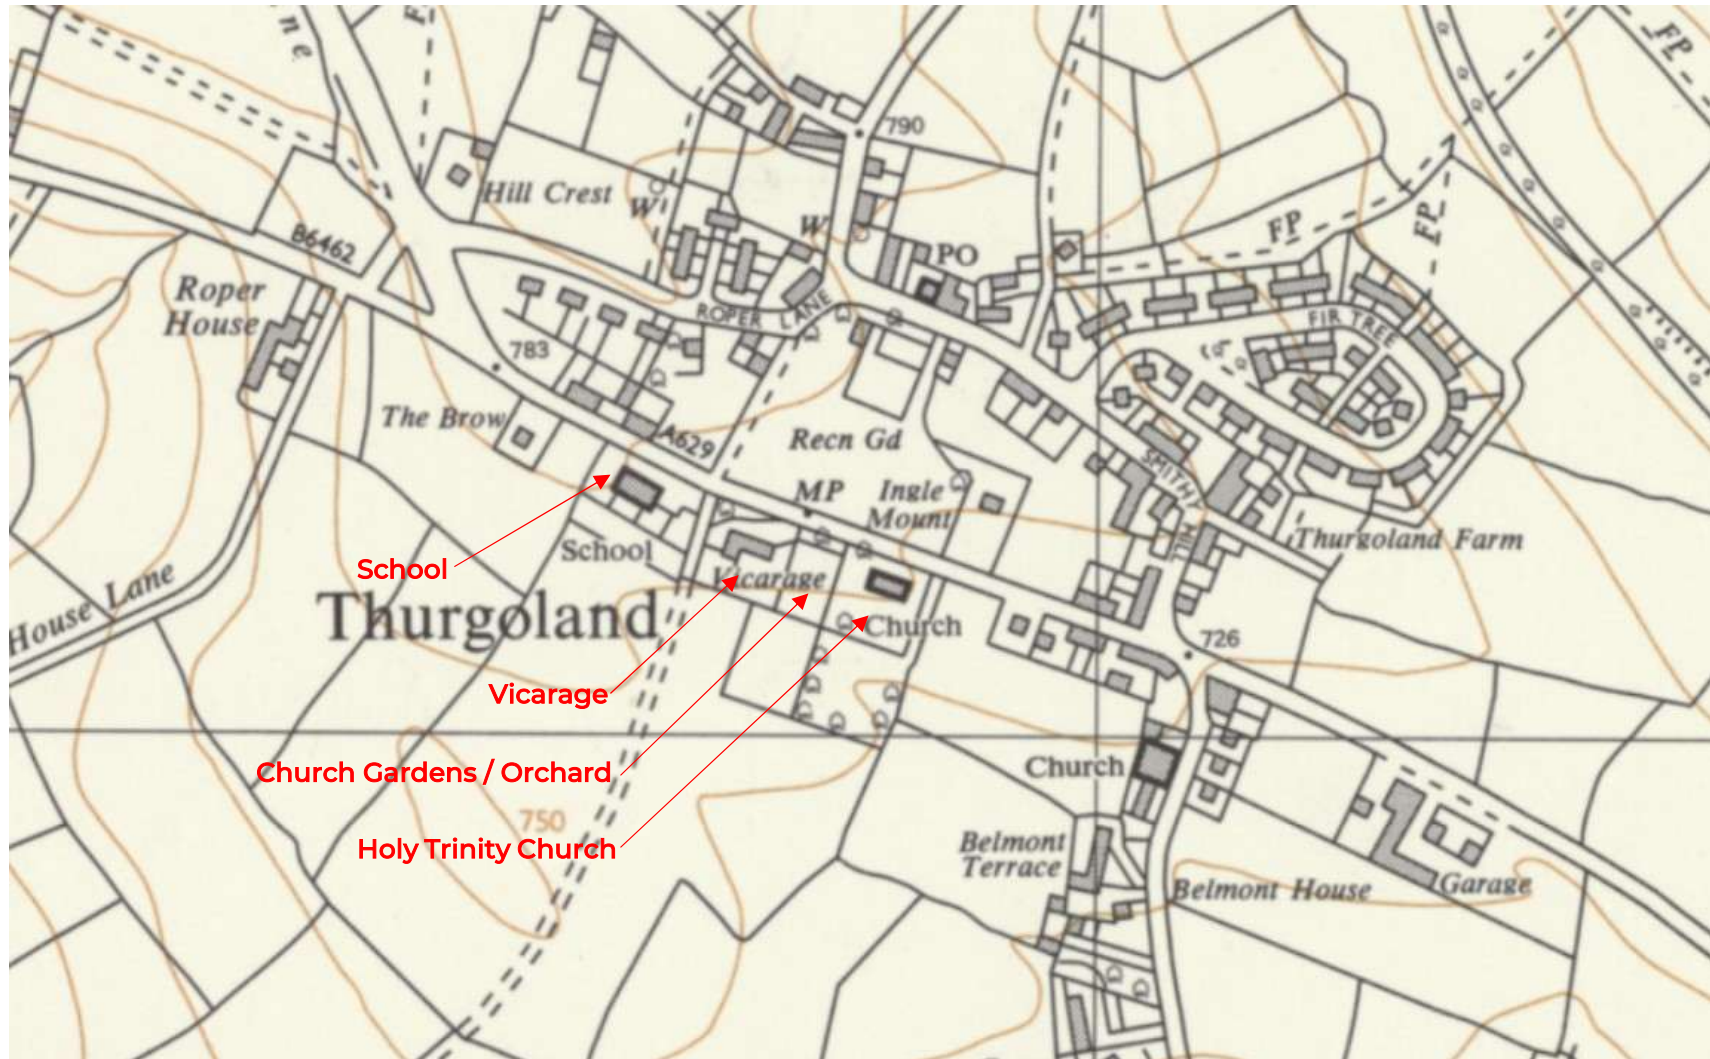 ne
F
FP
790
Hill Crest
W
W
FP
FP
B6462
PO
Roper
House
ROPER LANE
FIR TREE
783
The Brow
A629
Recn Gd
SMITHY HILL
MP
Ingle
Mount
School
Thurgoland Farm
School
Vicarage
House Lane
Thurgoland
Church
726
Vicarage
Church Gardens / Orchard
Church
750
Holy Trinity Church
Belmont
Terrace
Belmont House
Garage